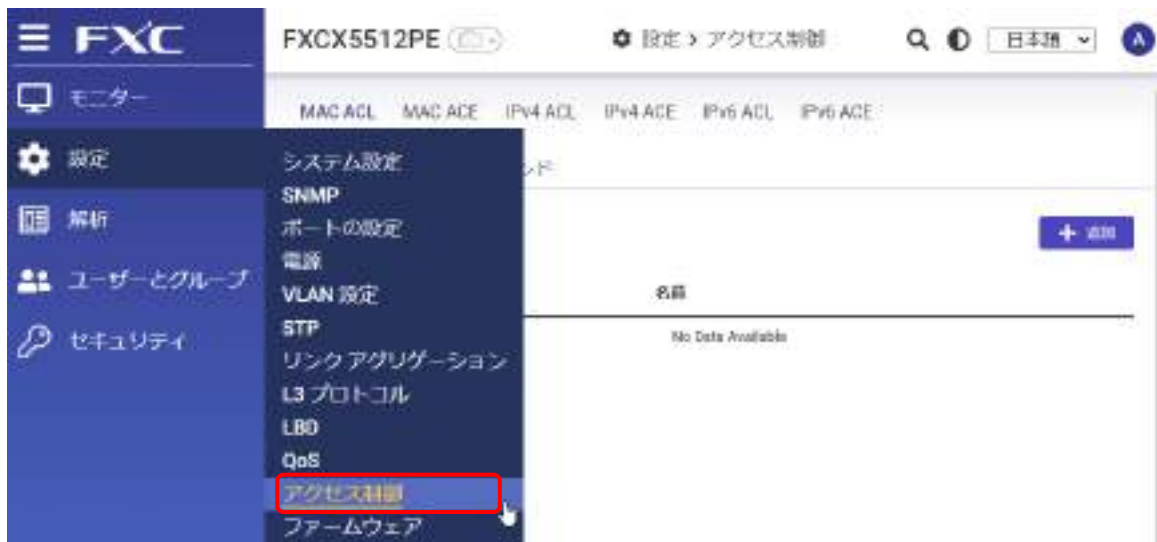 FXC
FXCX5512PE
設定 › アクセス制御
日本語
A
モニター
設定
解析
ユーザーとグループ
セキュリティ
MAC ACL MAC ACE IPv4 ACL IPv4 ACE IPv6 ACL IPv6 ACE
ルド
+ 追加
名前
No Data Available
システム設定
SNMP
ポートの設定
電源
VLAN 設定
STP
リンク アグリゲーション
L3 プロトコル
LBD
QoS
アクセス制御
ファームウェア